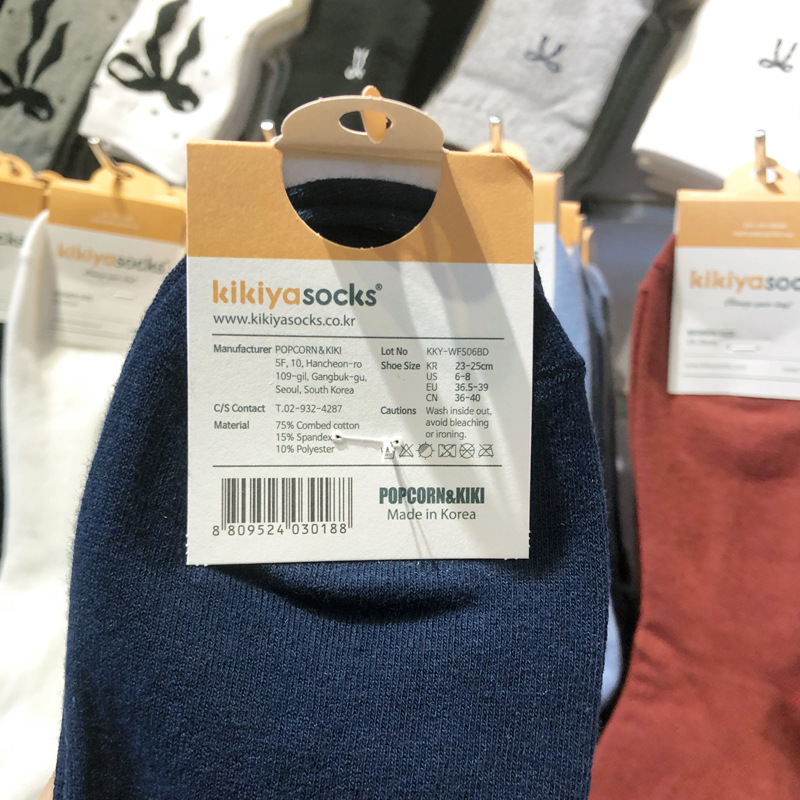 kikiyasocks®
www.kikiyasocks.co.kr
Manufacturer POPCORN&KIKI
5F, 10, Hancheon-ro
109-gil, Gangbuk-gu,
Seoul, South Korea
C/S Contact T.02-932-4287
Material 75% Combed cotton
15% Spandex
10% Polyester
Lot No KKY-WFS06BD
Shoe Size KR 23-25cm
US 6-8
EU 36.5-39
CN 36-40
Cautions Wash inside out,
avoid bleaching
or ironing.
8 809524 030188
POPCORN&KIKI
Made in Korea
kikiyasocks
kikiyasoc